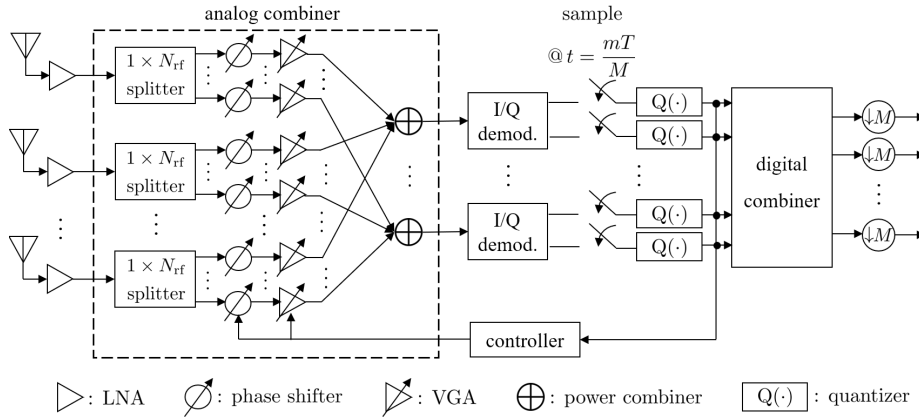 analog combiner
sample
@ t = mT/M
1 × N_rf
splitter
1 × N_rf
splitter
1 × N_rf
splitter
I/Q
demod.
I/Q
demod.
Q(·)
Q(·)
Q(·)
Q(·)
digital
combiner
↓M
↓M
↓M
controller
: LNA
: phase shifter
: VGA
: power combiner
Q(·) : quantizer